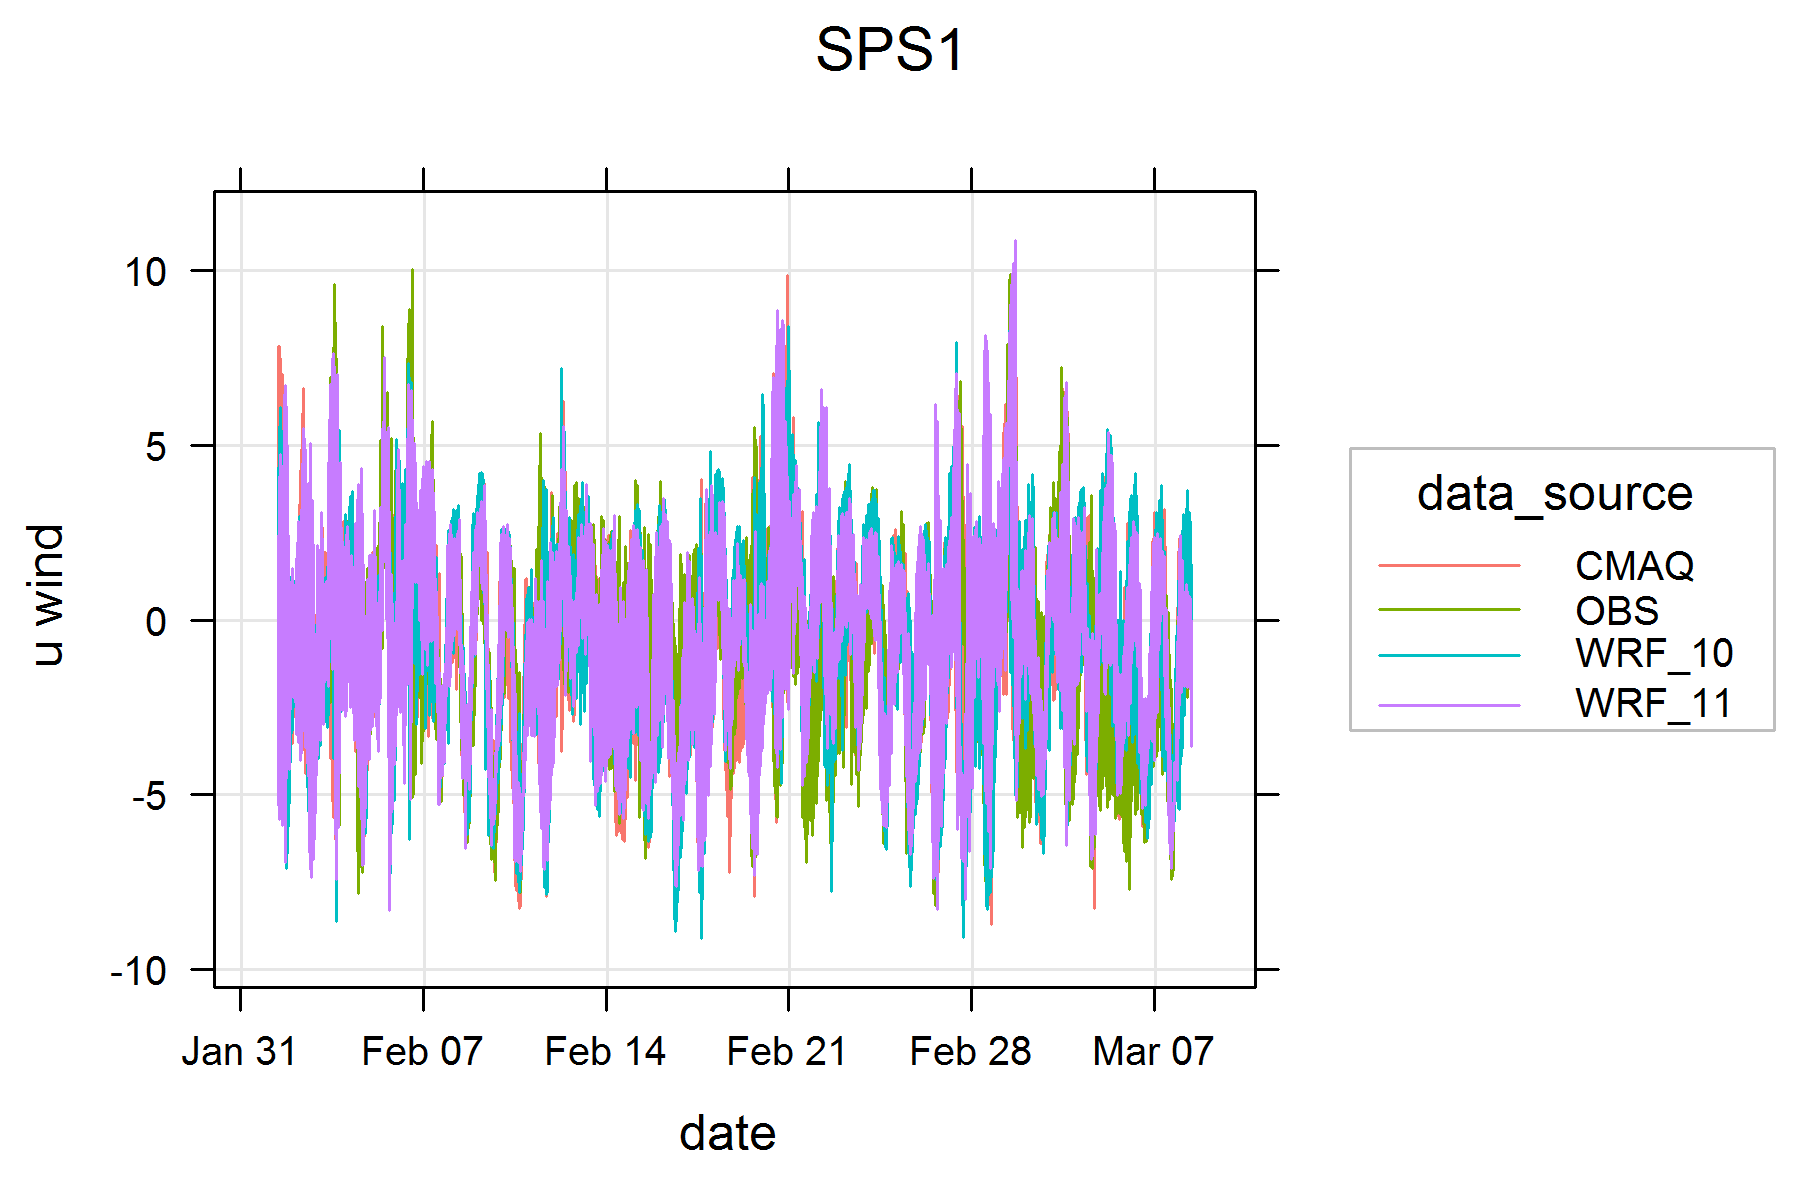 SPS1
10
5
0
-5
-10
u wind
Jan 31 Feb 07 Feb 14 Feb 21 Feb 28 Mar 07
date
data_source
CMAQ
OBS
WRF_10
WRF_11